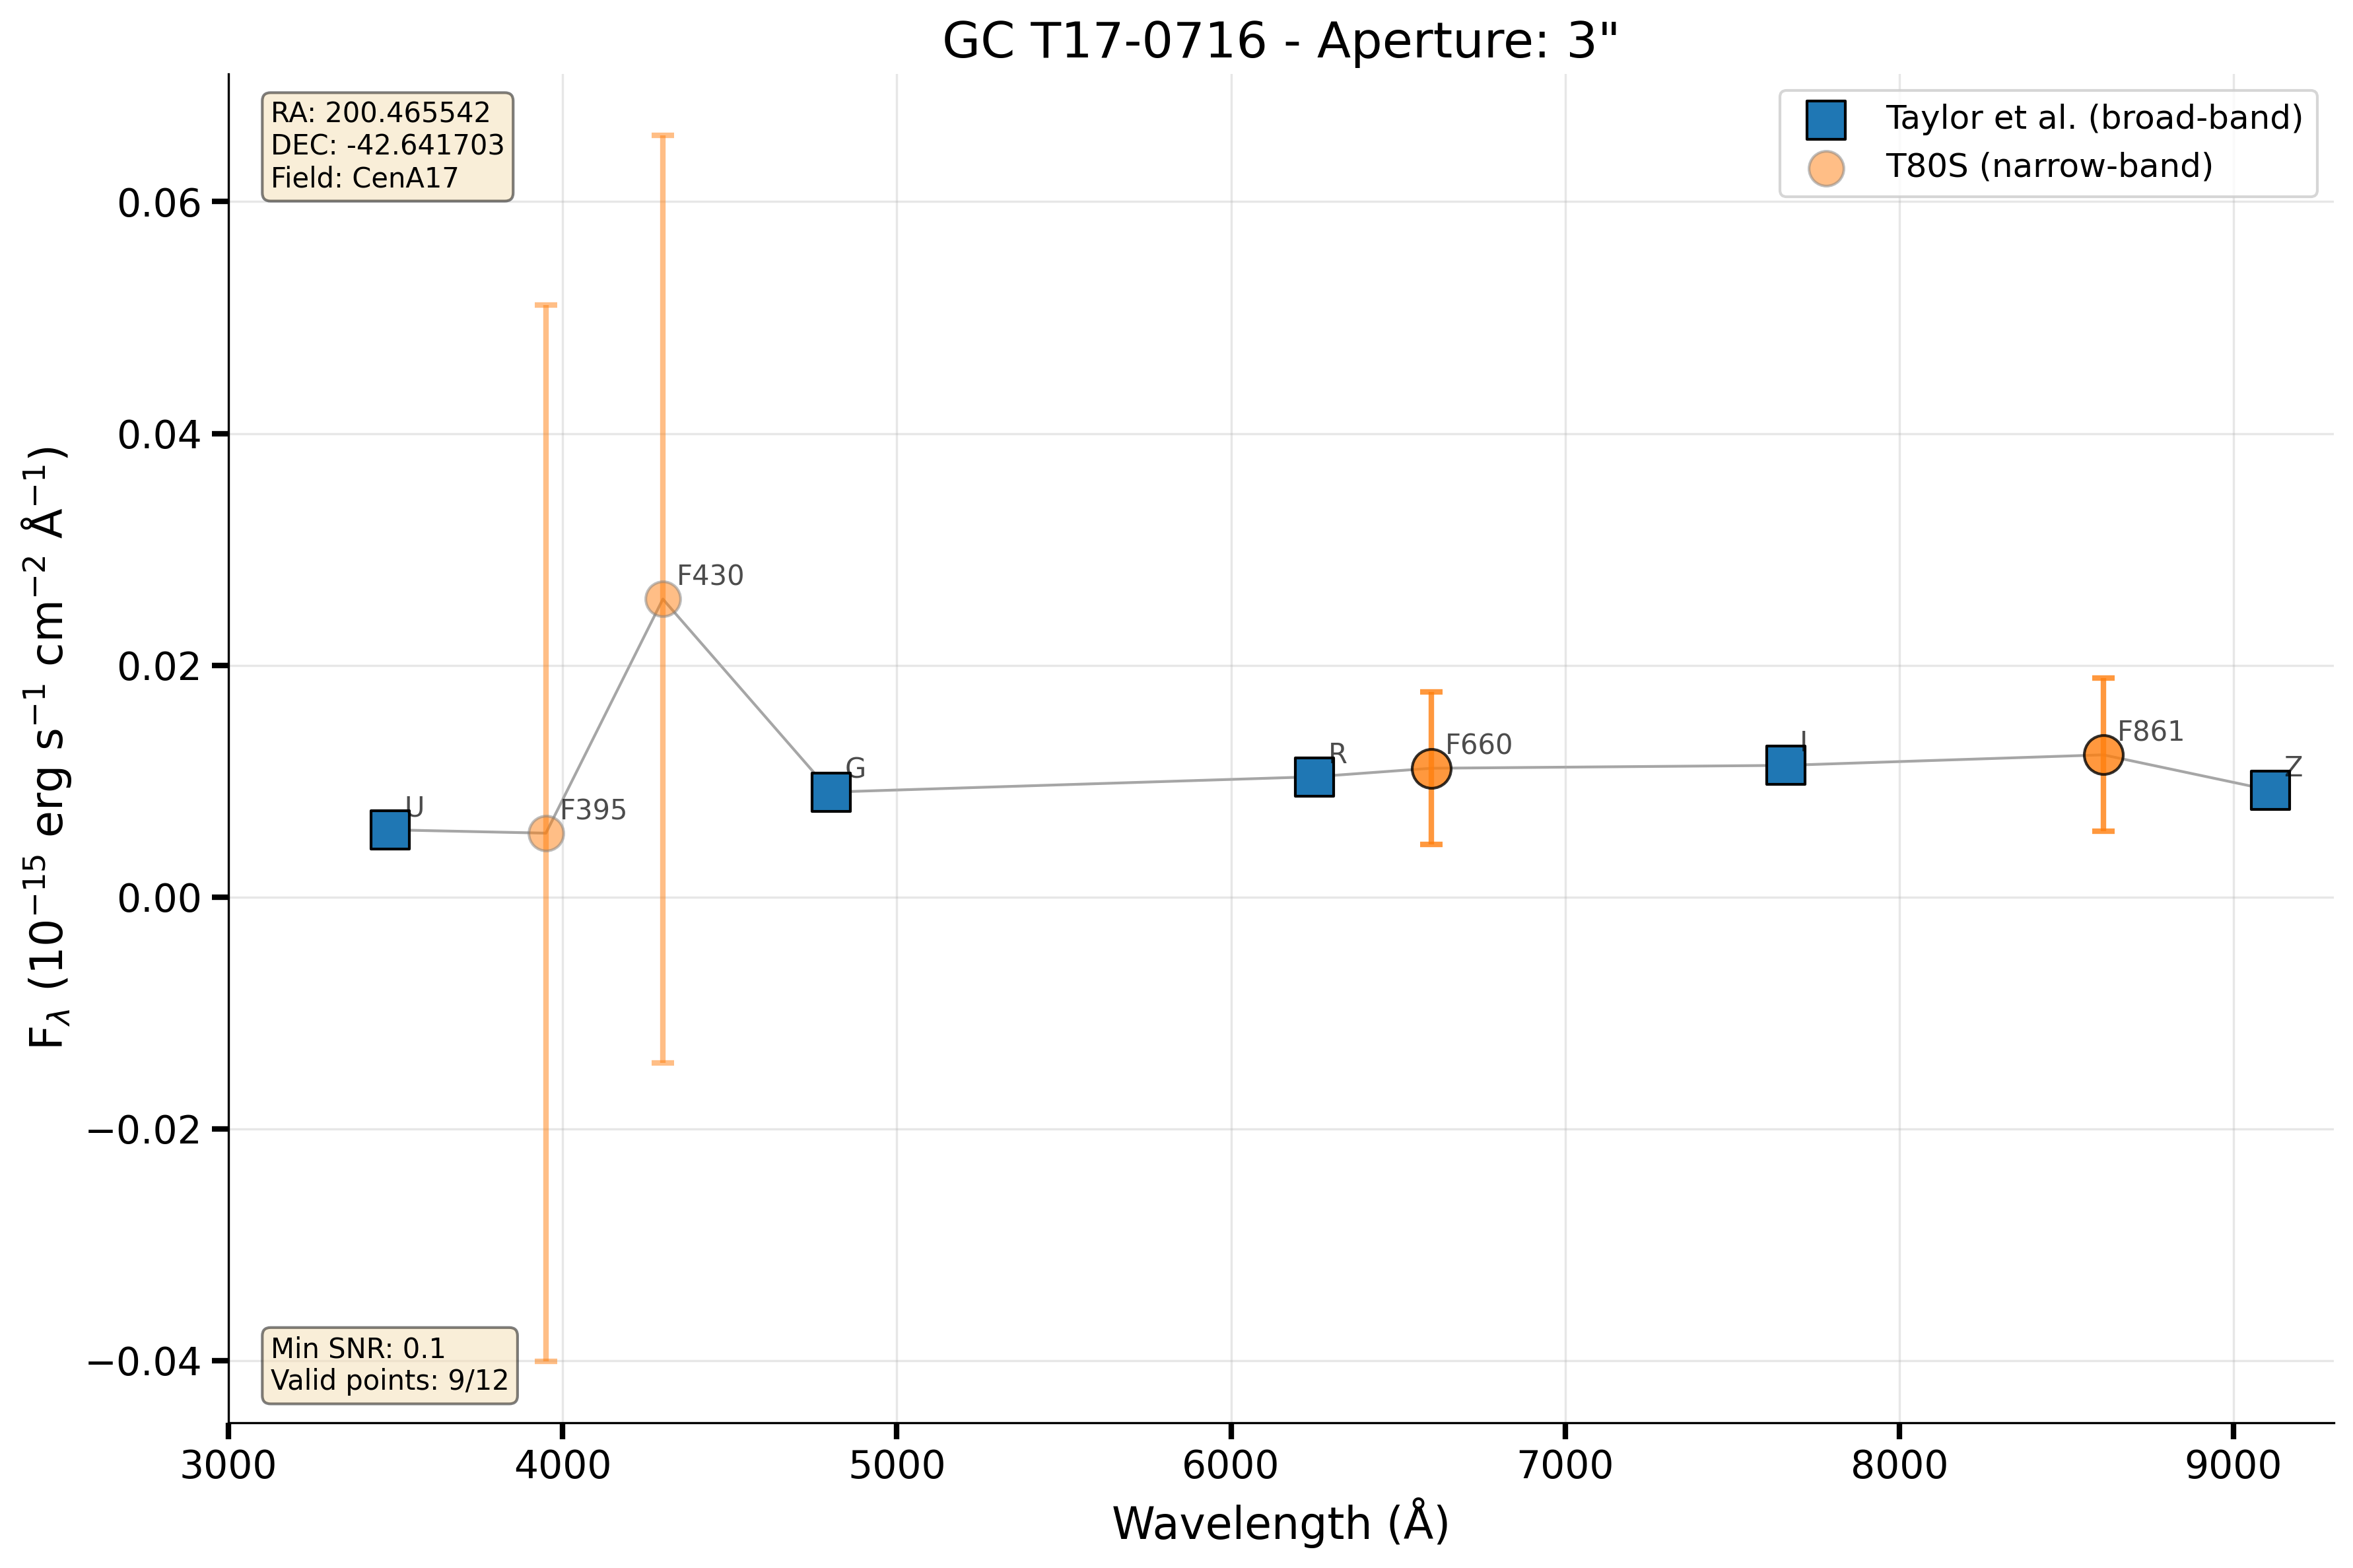 GC T17-0716 - Aperture: 3"
RA: 200.465542
DEC: -42.641703
Field: CenA17
Taylor et al. (broad-band)
T80S (narrow-band)
0.06
0.04
0.02
0.00
−0.02
−0.04
F430
U
F395
G
R
F660
I
F861
Z
Min SNR: 0.1
Valid points: 9/12
3000
4000
5000
6000
7000
8000
9000
Wavelength (Å)
Fλ (10⁻¹⁵ erg s⁻¹ cm⁻² Å⁻¹)